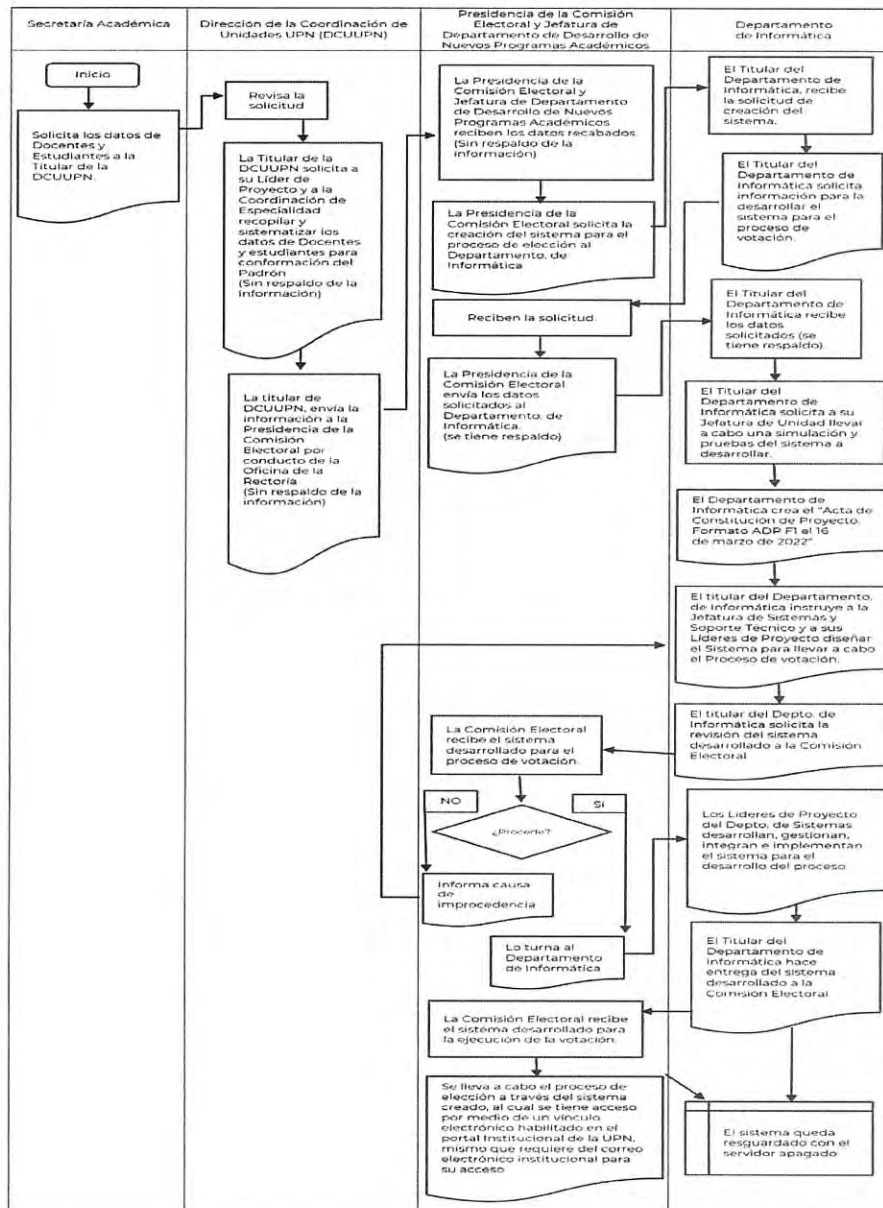 Secretaría Académica
Dirección de la Coordinación de
Unidades UPN (DCUUPN)
Presidencia de la Comisión
Electoral y Jefatura de
Departamento de Desarrollo de
Nuevos Programas Académicos
Departamento
de Informática
Inicio
Solicita los datos de
Docentes y
Estudiantes a la
Titular de la
DCUUPN.
Revisa la
solicitud
La Titular de la
DCUUPN solicita a
su Líder de
Proyecto y a la
Coordinación de
Especialidad
recopilar y
sistematizar los
datos de Docentes
y estudiantes para
conformación del
Padrón
(Sin respaldo de la
Información)
La titular de
DCUUPN, envía la
información a la
Presidencia de la
Comisión
Electoral por
conducto de la
Oficina de la
Rectoría
(Sin respaldo de la
información)
La Presidencia de la
Comisión Electoral y
Jefatura de Departamento
de Desarrollo de Nuevos
Programas Académicos
reciben los datos recabados.
(Sin respaldo de la
información)
La Presidencia de la
Comisión Electoral solicita la
creación del sistema para el
proceso de elección al
Departamento. de
Informática
El Titular del
Departamento de
Informática, recibe
la solicitud de
creación del
sistema.
El Titular del
Departamento de
Informática solicita
información para la
desarrollar el
sistema para el
proceso de
votación.
Reciben la solicitud.
La Presidencia de la
Comisión Electoral
envía los datos
solicitados al
Departamento. de
Informática.
(se tiene respaldo)
El Titular del
Departamento de
Informática recibe
los datos
solicitados (se
tiene respaldo).
El Titular del
Departamento de
Informática solicita a su
Jefatura de Unidad llevar
a cabo una simulación y
pruebas del sistema a
desarrollar.
El Departamento de
Informática crea el "Acta de
Constitución de Proyecto.
Formato ADP F1 el 16
de marzo de 2022"
El titular del Departamento.
de Informática instruye a la
Jefatura de Sistemas y
Soporte Técnico y a sus
Líderes de Proyecto diseñar
el Sistema para llevar a cabo
el Proceso de votación.
El titular del Depto. de
Informática solicita la
revisión del sistema
desarrollado a la Comisión
Electoral
La Comisión Electoral
recibe el sistema
desarrollado para el
proceso de votación.
NO
Si
¿Procede?
Informa causa
de
improcedencia
Lo turna al
Departamento
de Informática
Los Líderes de Proyecto
del Depto. de Sistemas
desarrollan, gestionan,
integran e implementan
el sistema para el
desarrollo del proceso.
El Titular del
Departamento de
Informática hace
entrega del sistema
desarrollado a la
Comisión Electoral
La Comisión Electoral recibe
el sistema desarrollado para
la ejecución de la votación.
Se lleva a cabo el proceso de
elección a través del sistema
creado, al cual se tiene acceso
por medio de un vínculo
electrónico habilitado en el
portal Institucional de la UPN,
mismo que requiere del correo
electrónico institucional para
su acceso
El sistema queda
resguardado con el
servidor apagado